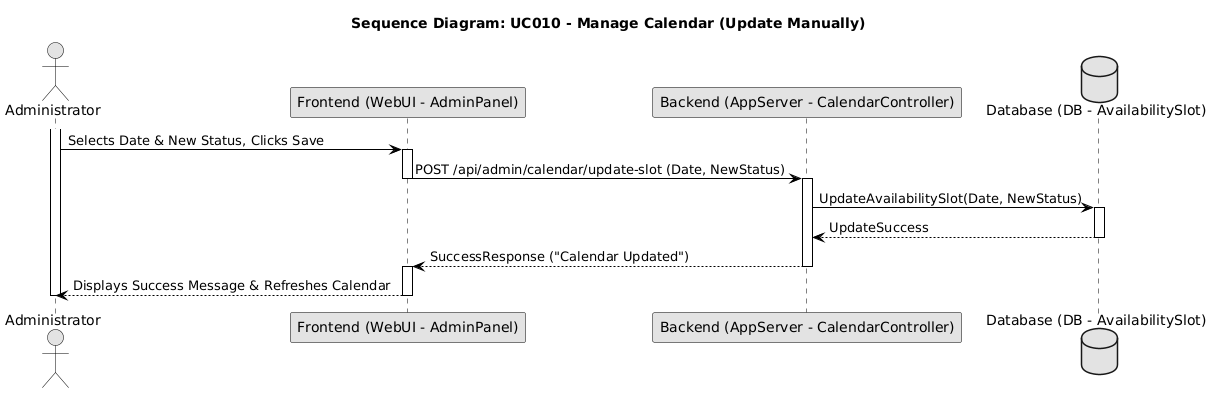 Sequence Diagram: UC010 - Manage Calendar (Update Manually)
Administrator
Frontend (WebUI - AdminPanel)
Backend (AppServer - CalendarController)
Database (DB - AvailabilitySlot)
Selects Date & New Status, Clicks Save
POST /api/admin/calendar/update-slot (Date, NewStatus)
UpdateAvailabilitySlot(Date, NewStatus)
UpdateSuccess
SuccessResponse ("Calendar Updated")
Displays Success Message & Refreshes Calendar
Administrator
Frontend (WebUI - AdminPanel)
Backend (AppServer - CalendarController)
Database (DB - AvailabilitySlot)